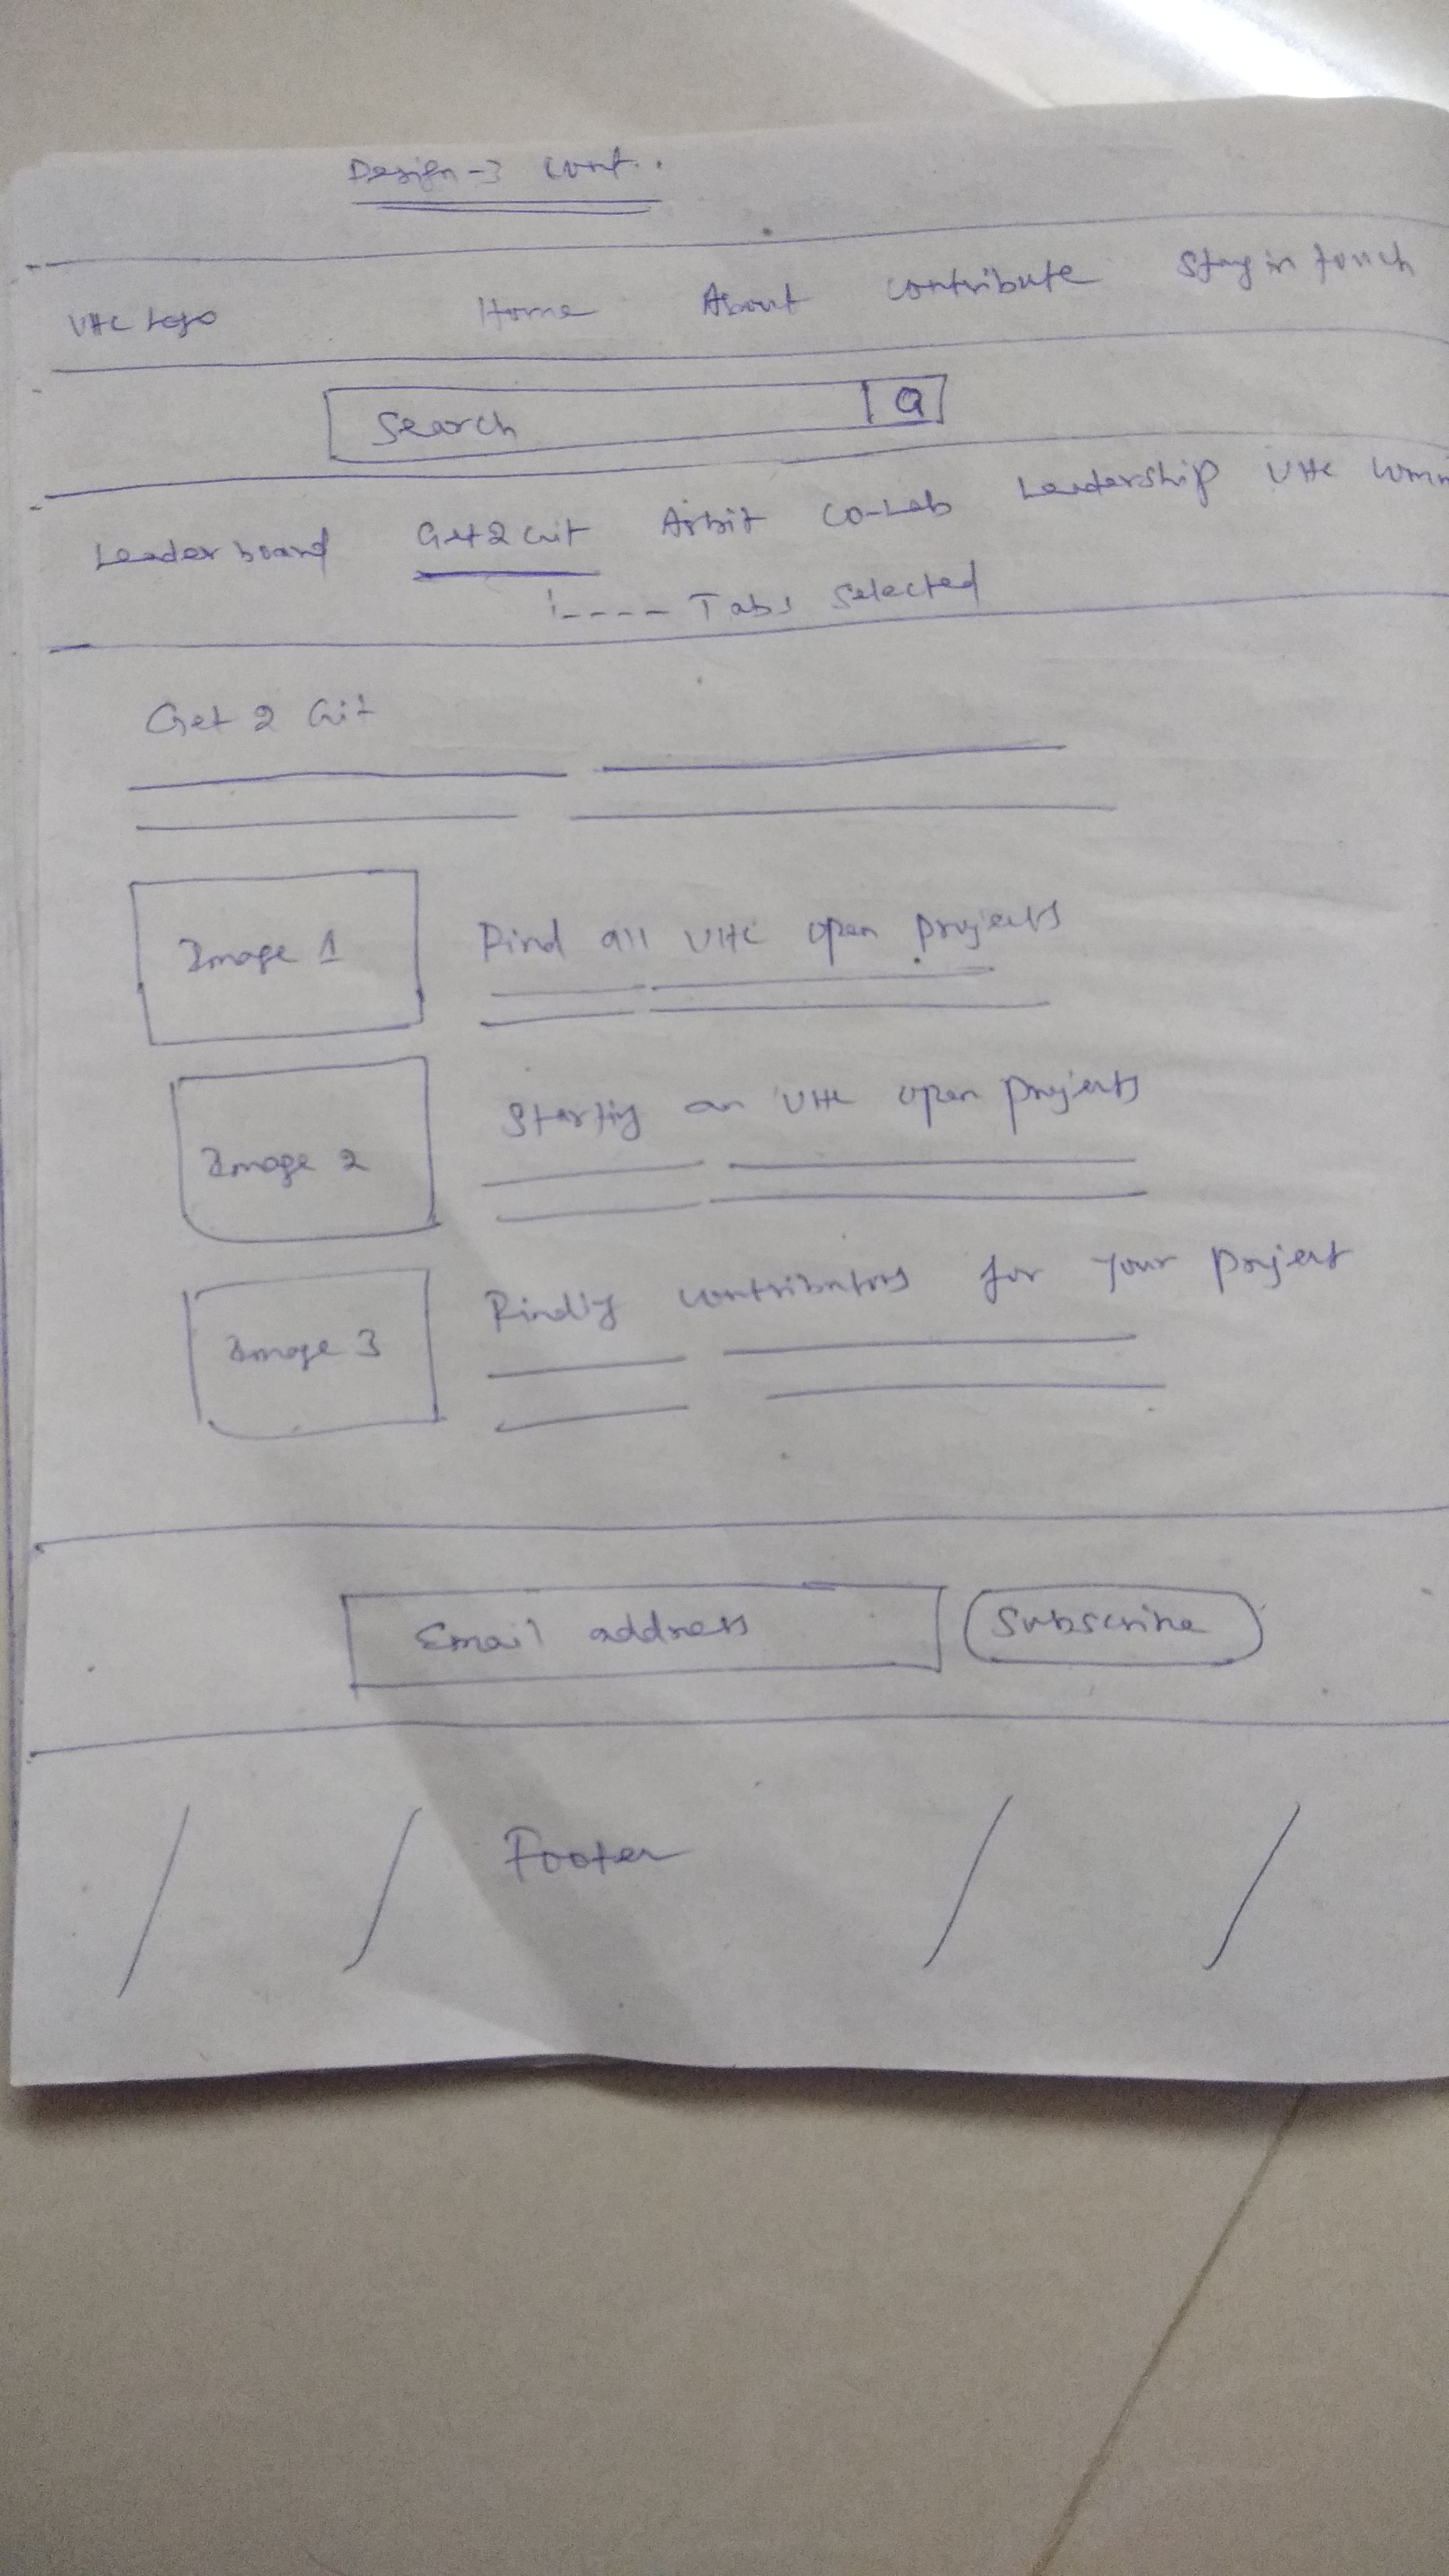 Design-3 cont..
VHC Logo Home About Contribute Stay in touch
Search Q
Leader board Get2Git Arbit CO-Lab Leadership VHC
Tabs Selected
Get 2 Git
Image 1 Find all VHC open projects
Image 2 Starting an VHC open projects
Image 3 Finding contributors for your project
Email address Subscribe
Footer